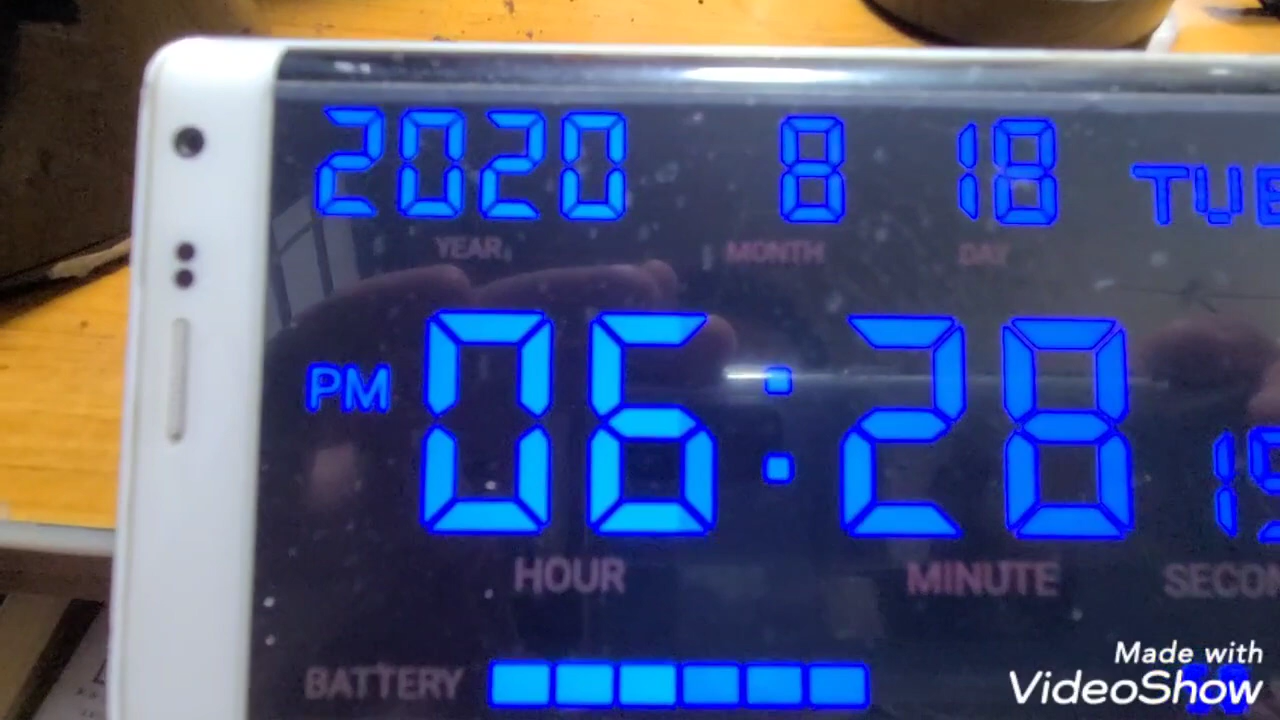 2020 8 18 TUE
YEAR MONTH DAY
PM 06:28
HOUR MINUTE
BATTERY
Made with
VideoShow